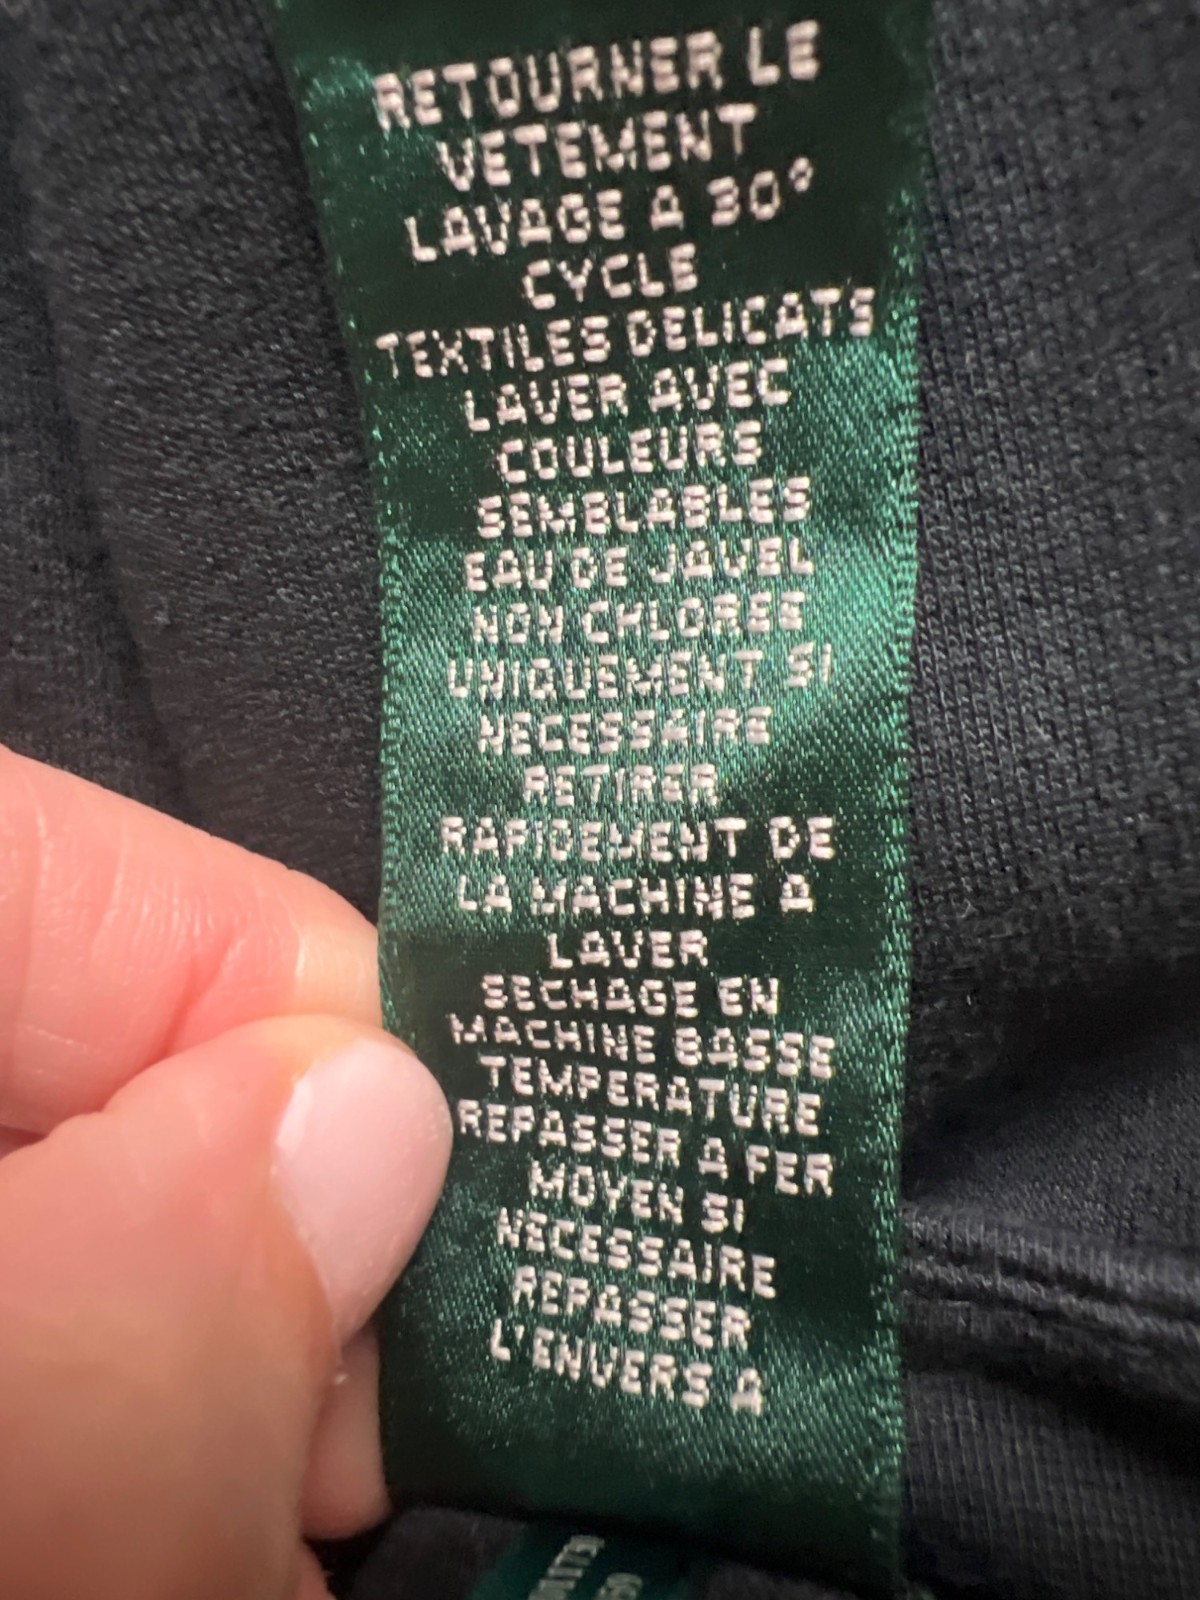 RETOURNER LE
VETEMENT
LAVAGE A 30°
CYCLE
TEXTILES DELICATS
LAVER AVEC
COULEURS
SEMBLABLES
EAU DE JAVEL
NON CHLOREE
UNIQUEMENT SI
NECESSAIRE
RETIRER
RAPIDEMENT DE
LA MACHINE A
LAVER
SECHAGE EN
MACHINE BASSE
TEMPERATURE
REPASSER A FER
MOYEN SI
NECESSAIRE
REPASSER
L'ENVERS A